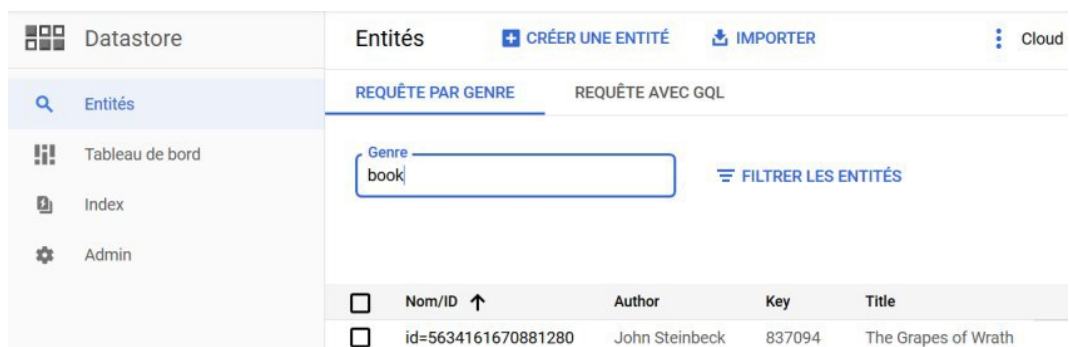 Datastore
Entités
CRÉER UNE ENTITÉ
IMPORTER
Cloud
Entités
Tableau de bord
Index
Admin
REQUÊTE PAR GENRE
REQUÊTE AVEC GQL
Genre
book
FILTRER LES ENTITÉS
Nom/ID Author Key Title
id=5634161670881280 John Steinbeck 837094 The Grapes of Wrath